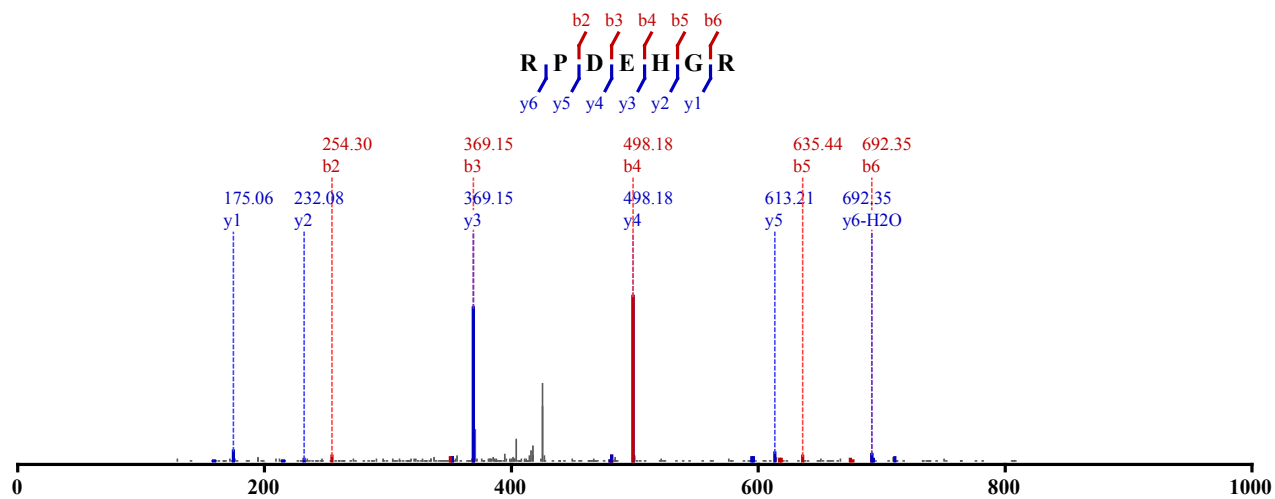 b2 b3 b4 b5 b6
R P D E H G R
y6 y5 y4 y3 y2 y1
254.30 369.15 498.18 635.44 692.35
b2 b3 b4 b5 b6
175.06 232.08 369.15 498.18 613.21 692.35
y1 y2 y3 y4 y5 y6-H2O
0 200 400 600 800 1000